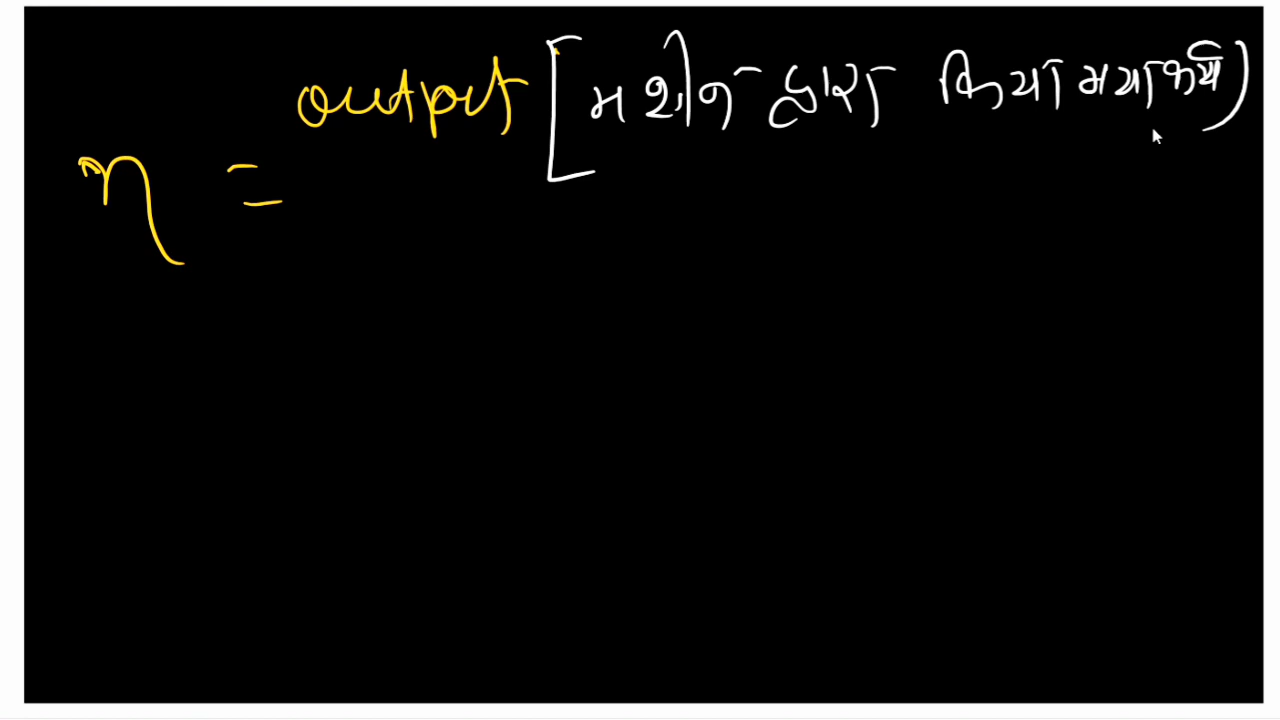 output [मशीन द्वारा किया गया कार्य)
η =